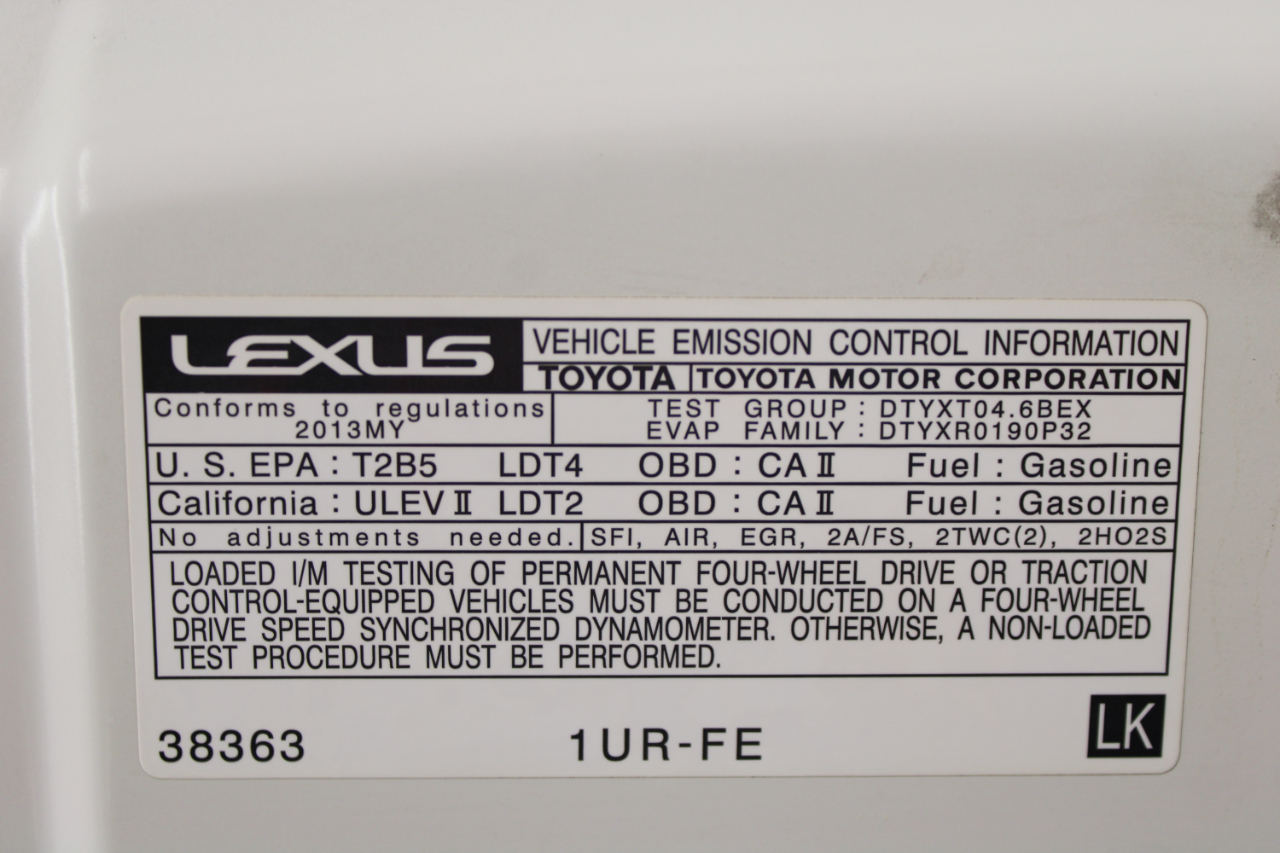 LEXUS
VEHICLE EMISSION CONTROL INFORMATION
TOYOTA TOYOTA MOTOR CORPORATION
Conforms to regulations
2013MY
TEST GROUP : DTYXT04.6BEX
EVAP FAMILY : DTYXR0190P32
U. S. EPA : T2B5 LDT4 OBD : CA II Fuel : Gasoline
California : ULEV II LDT2 OBD : CA II Fuel : Gasoline
No adjustments needed. SFI, AIR, EGR, 2A/FS, 2TWC(2), 2HO2S
LOADED I/M TESTING OF PERMANENT FOUR-WHEEL DRIVE OR TRACTION
CONTROL-EQUIPPED VEHICLES MUST BE CONDUCTED ON A FOUR-WHEEL
DRIVE SPEED SYNCHRONIZED DYNAMOMETER. OTHERWISE, A NON-LOADED
TEST PROCEDURE MUST BE PERFORMED.
38363 1UR-FE LK